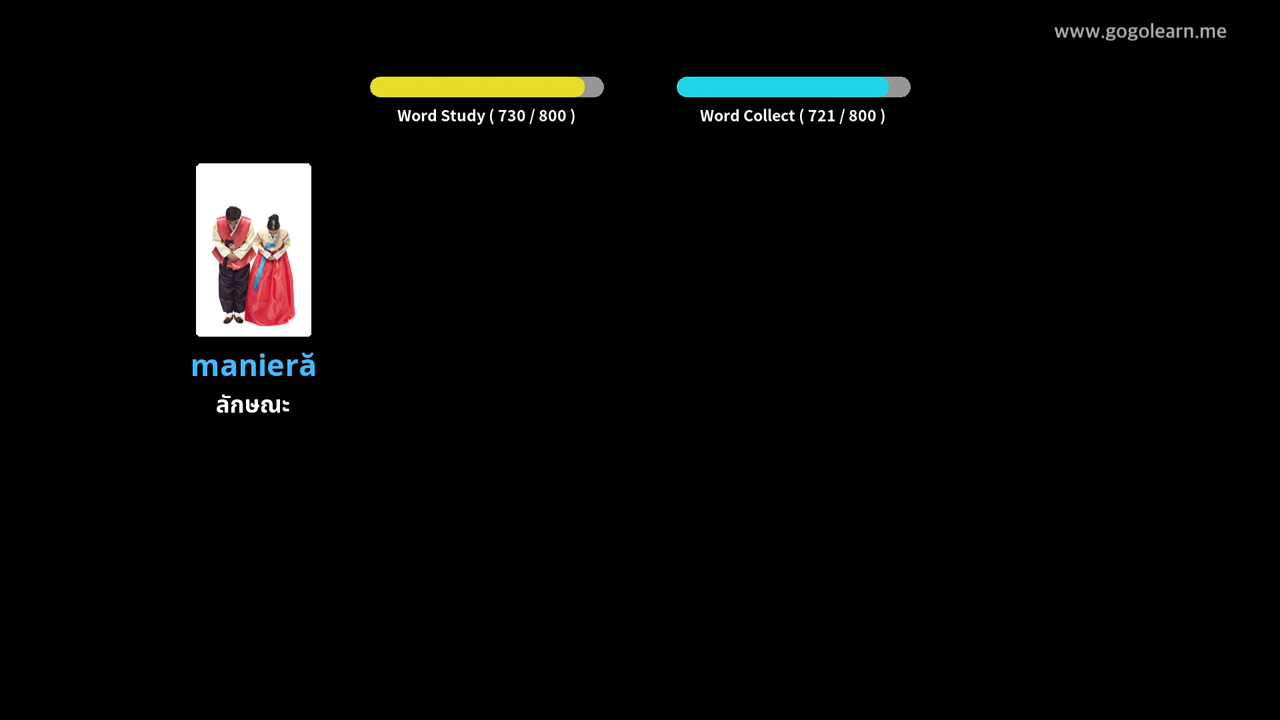 www.gogolearn.me
Word Study ( 730 / 800 )
Word Collect ( 721 / 800 )
manieră
ลักษณะ